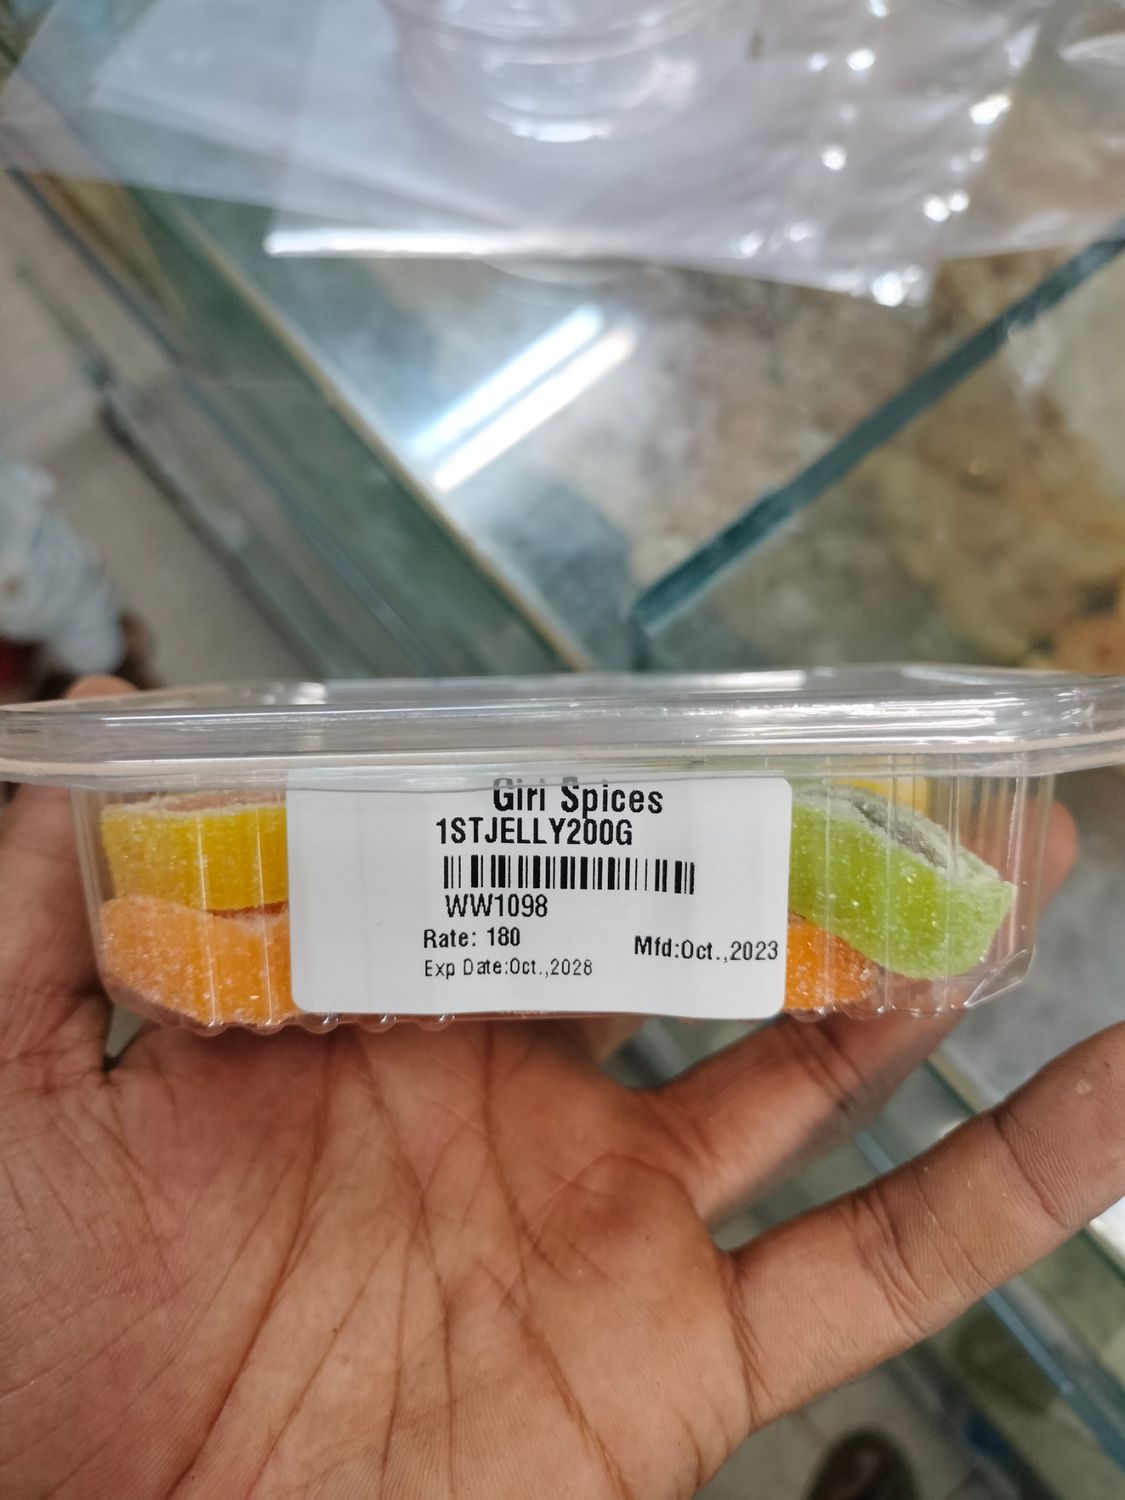 Giri Spices
1STJELLY200G
WW1098
Rate: 180
Mfd:Oct.,2023
Exp Date:Oct.,2028